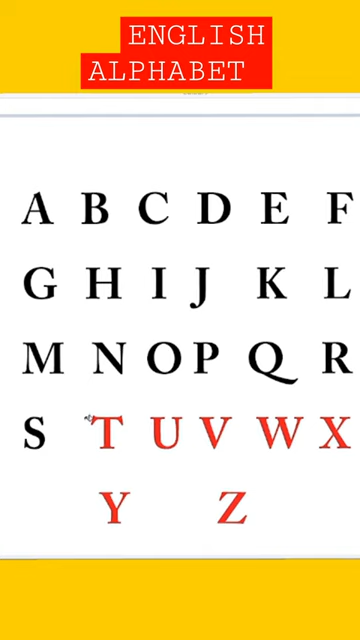 ENGLISH
ALPHABET
A B C D E F
G H I J K L
M N O P Q R
S T U V W X
Y Z